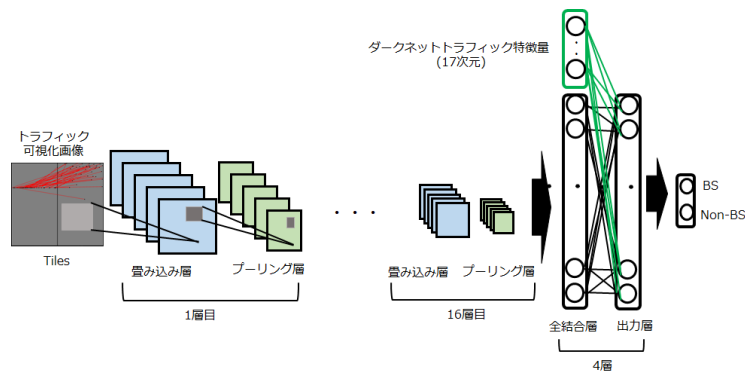 ダークネットトラフィック特徴量
(17次元)
トラフィック
可視化画像
Tiles
畳み込み層
プーリング層
1層目
・・・
畳み込み層
プーリング層
16層目
全結合層
出力層
4層
BS
Non-BS